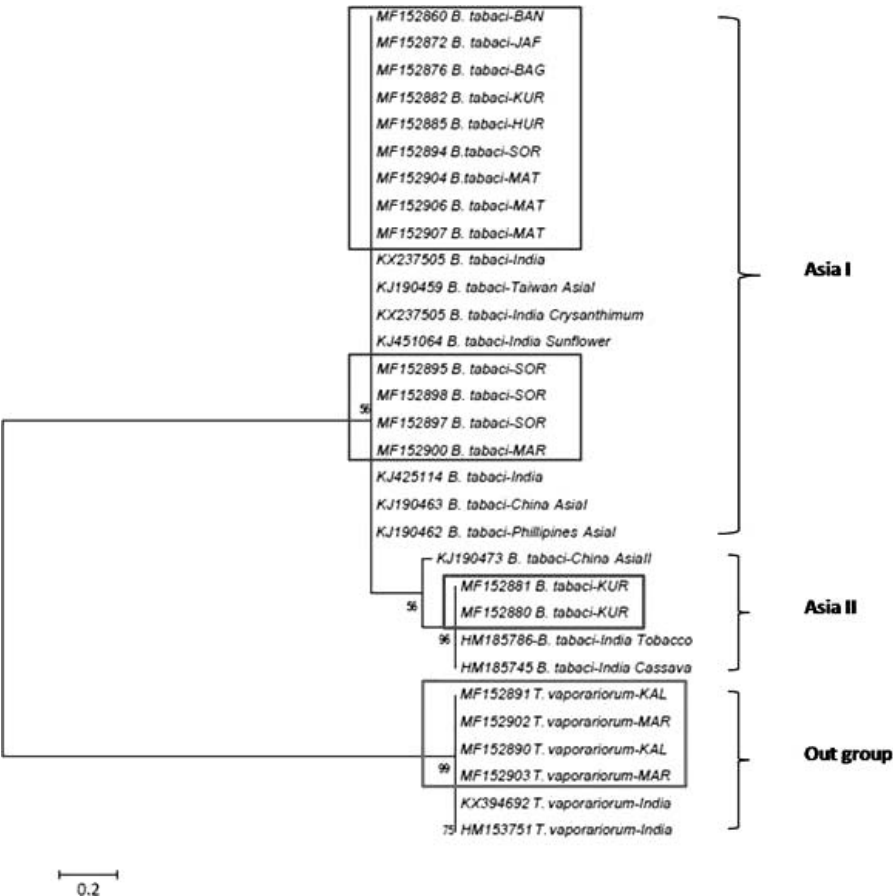 MF152860 B. tabaci-BAN
MF152872 B. tabaci-JAF
MF152876 B. tabaci-BAG
MF152882 B. tabaci-KUR
MF152885 B. tabaci-HUR
MF152894 B.tabaci-SOR
MF152904 B.tabaci-MAT
MF152906 B. tabaci-MAT
MF152907 B. tabaci-MAT
KX237505 B. tabaci-India
KJ190459 B. tabaci-Taiwan AsiaI
KX237505 B. tabaci-India Crysanthimum
KJ451064 B. tabaci-India Sunflower
MF152895 B. tabaci-SOR
MF152898 B. tabaci-SOR
56
MF152897 B. tabaci-SOR
MF152900 B. tabaci-MAR
KJ425114 B. tabaci-India
KJ190463 B. tabaci-China AsiaI
KJ190462 B. tabaci-Phillipines AsiaI
Asia I
KJ190473 B. tabaci-China AsiaII
MF152881 B. tabaci-KUR
56
MF152880 B. tabaci-KUR
96
HM185786-B. tabaci-India Tobacco
HM185745 B. tabaci-India Cassava
Asia II
MF152891 T. vaporariorum-KAL
MF152902 T. vaporariorum-MAR
MF152890 T. vaporariorum-KAL
99
MF152903 T. vaporariorum-MAR
KX394692 T. vaporariorum-India
75
HM153751 T. vaporariorum-India
Out group
0.2